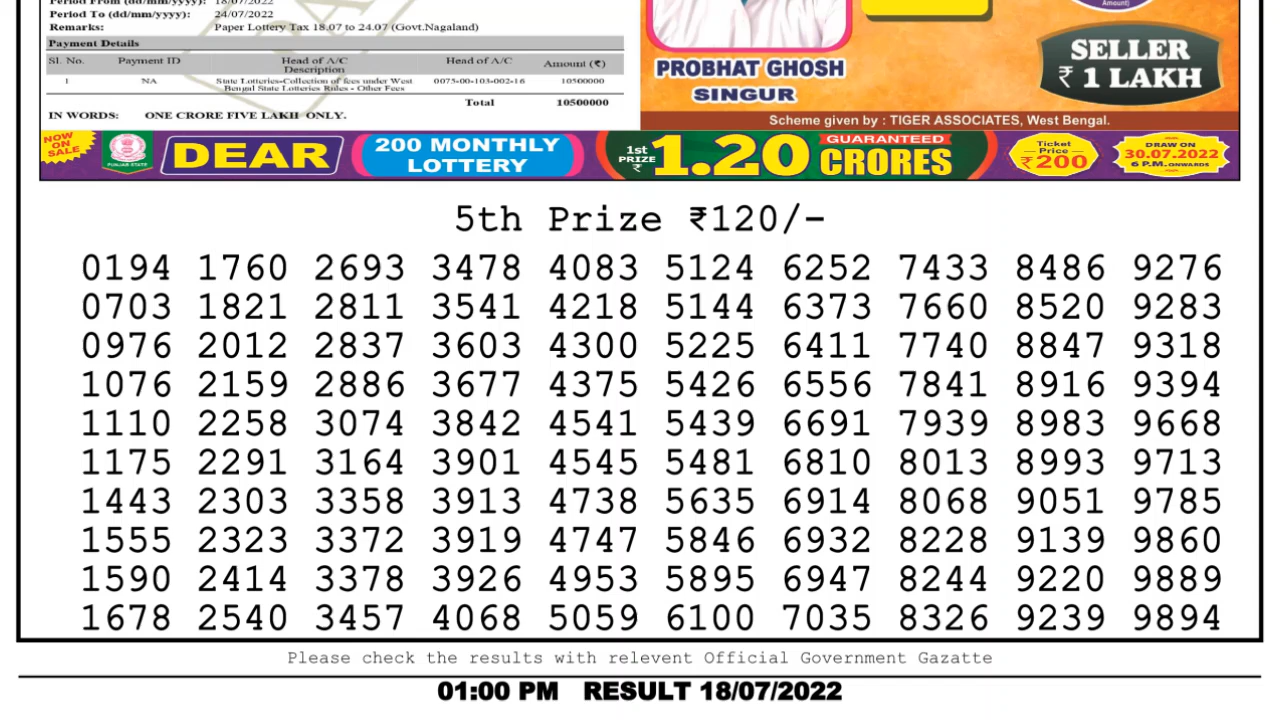 Period From (dd/mm/yyyy): 18/07/2022
Period To (dd/mm/yyyy): 24/07/2022
Remarks: Paper Lottery Tax 18.07 to 24.07 (Govt.Nagaland)
Payment Details
Sl. No. Payment ID Head of A/C Description Head of A/C Amount (₹)
1 NA State Lotteries-Collection of fees under West Bengal State Lotteries Rules - Other Fees 0075-00-103-002-16 10500000
Total 10500000
IN WORDS: ONE CRORE FIVE LAKH ONLY.
PROBHAT GHOSH
SINGUR
Amount)
SELLER
₹ 1 LAKH
Scheme given by : TIGER ASSOCIATES, West Bengal.
NOW ON SALE
PUNJAB STATE
DEAR
200 MONTHLY
LOTTERY
1st PRIZE ₹ 1.20 GUARANTEED CRORES
Ticket Price ₹200
DRAW ON
30.07.2022
6 P.M. ONWARDS
5th Prize ₹120/-
0194 1760 2693 3478 4083 5124 6252 7433 8486 9276
0703 1821 2811 3541 4218 5144 6373 7660 8520 9283
0976 2012 2837 3603 4300 5225 6411 7740 8847 9318
1076 2159 2886 3677 4375 5426 6556 7841 8916 9394
1110 2258 3074 3842 4541 5439 6691 7939 8983 9668
1175 2291 3164 3901 4545 5481 6810 8013 8993 9713
1443 2303 3358 3913 4738 5635 6914 8068 9051 9785
1555 2323 3372 3919 4747 5846 6932 8228 9139 9860
1590 2414 3378 3926 4953 5895 6947 8244 9220 9889
1678 2540 3457 4068 5059 6100 7035 8326 9239 9894
Please check the results with relevent Official Government Gazatte
01:00 PM RESULT 18/07/2022